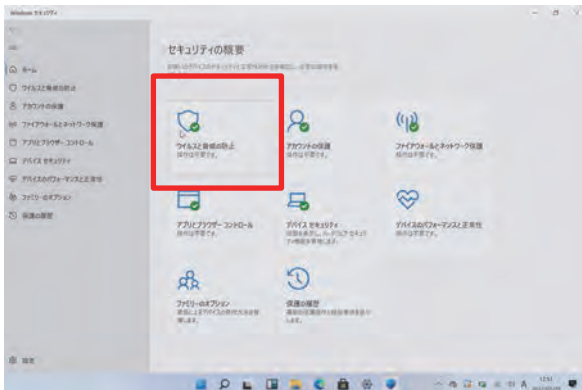 Windows セキュリティ
ホーム
ウイルスと脅威の防止
アカウントの保護
ファイアウォールとネットワーク保護
アプリとブラウザー コントロール
デバイス セキュリティ
デバイスのパフォーマンスと正常性
ファミリーのオプション
保護の履歴
設定
セキュリティの概要
ウイルスと脅威の防止
操作は不要です。
アカウントの保護
操作は不要です。
ファイアウォールとネットワーク保護
操作は不要です。
アプリとブラウザー コントロール
操作は不要です。
デバイス セキュリティ
デバイスのパフォーマンスと正常性
操作は不要です。
ファミリーのオプション
保護の履歴
12:51